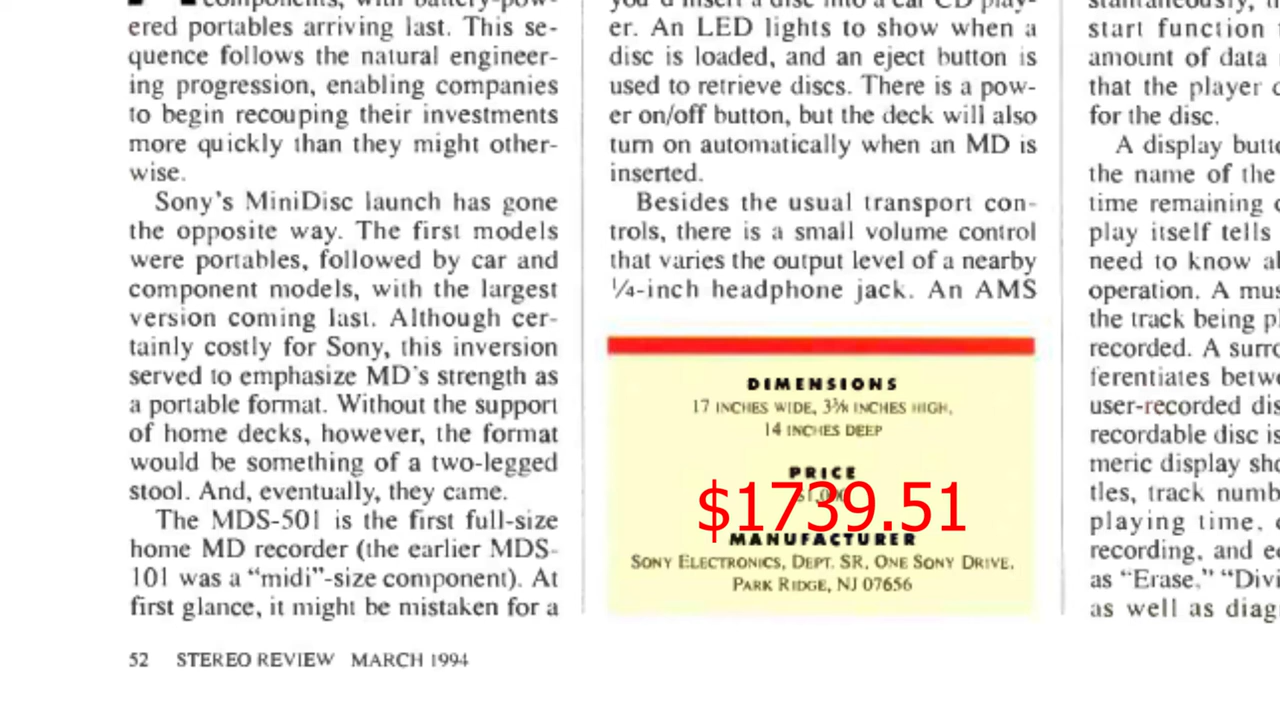 components, with battery-pow-
ered portables arriving last. This se-
quence follows the natural engineer-
ing progression, enabling companies
to begin recouping their investments
more quickly than they might other-
wise.
Sony's MiniDisc launch has gone
the opposite way. The first models
were portables, followed by car and
component models, with the largest
version coming last. Although cer-
tainly costly for Sony, this inversion
served to emphasize MD's strength as
a portable format. Without the support
of home decks, however, the format
would be something of a two-legged
stool. And, eventually, they came.
The MDS-501 is the first full-size
home MD recorder (the earlier MDS-
101 was a “midi”-size component). At
first glance, it might be mistaken for a
you'd insert a disc into a car CD play-
er. An LED lights to show when a
disc is loaded, and an eject button is
used to retrieve discs. There is a pow-
er on/off button, but the deck will also
turn on automatically when an MD is
inserted.
Besides the usual transport con-
trols, there is a small volume control
that varies the output level of a nearby
¼-inch headphone jack. An AMS
DIMENSIONS
17 INCHES WIDE, 3⅜ INCHES HIGH,
14 INCHES DEEP
PRICE
$1739.51
MANUFACTURER
SONY ELECTRONICS, DEPT. SR, ONE SONY DRIVE,
PARK RIDGE, NJ 07656
start function
amount of data
that the player
for the disc.
A display
the name of the
time remaining
play itself tells
need to know
operation. A
the track being
recorded. A
ferentiates
user-recorded
recordable disc
meric display
tles, track
playing time,
recording, and
as “Erase,”
as well as
52 STEREO REVIEW MARCH 1994